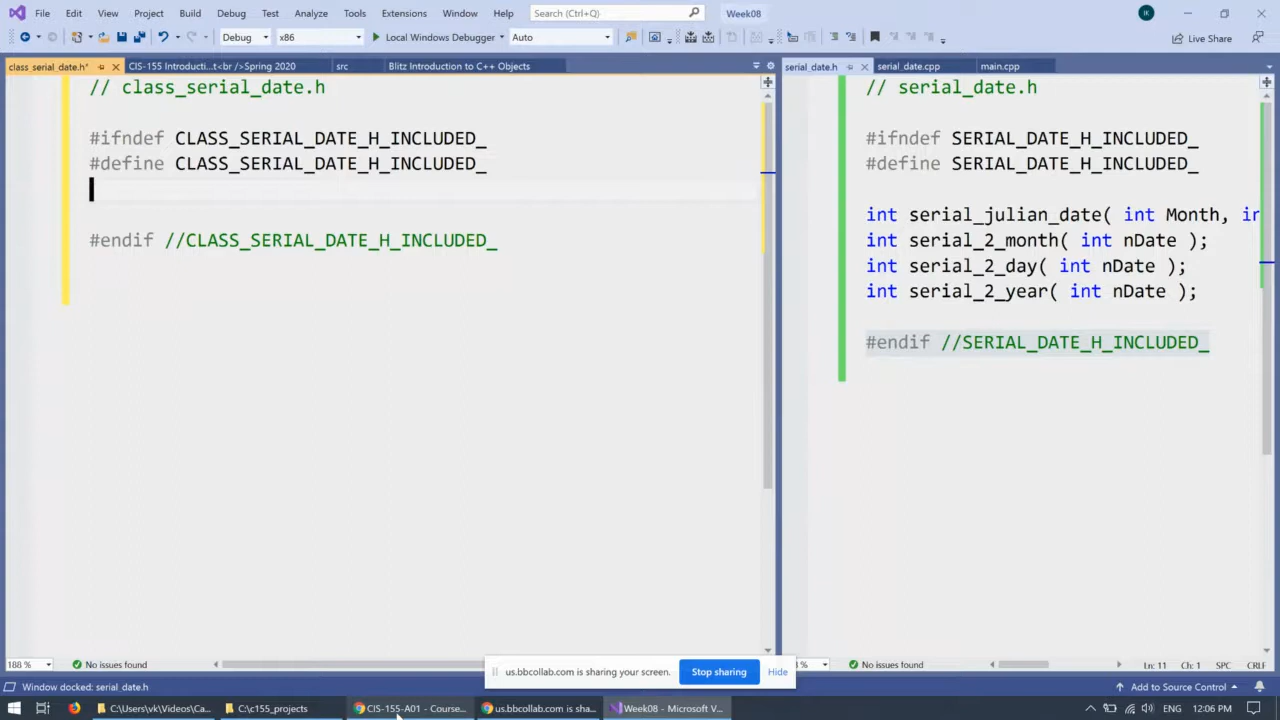 File Edit View Project Build Debug Test Analyze Tools Extensions Window Help Search (Ctrl+Q) Week08 IK
Debug x86 Local Windows Debugger Auto Live Share
class_serial_date.h* CIS-155 Introducti...t<br />Spring 2020 src Blitz Introduction to C++ Objects
serial_date.h serial_date.cpp main.cpp
// class_serial_date.h
#ifndef CLASS_SERIAL_DATE_H_INCLUDED_
#define CLASS_SERIAL_DATE_H_INCLUDED_
#endif //CLASS_SERIAL_DATE_H_INCLUDED_
// serial_date.h
#ifndef SERIAL_DATE_H_INCLUDED_
#define SERIAL_DATE_H_INCLUDED_
int serial_julian_date( int Month, in
int serial_2_month( int nDate );
int serial_2_day( int nDate );
int serial_2_year( int nDate );
#endif //SERIAL_DATE_H_INCLUDED_
188 % No issues found
% No issues found Ln: 11 Ch: 1 SPC CRLF
us.bbcollab.com is sharing your screen. Stop sharing Hide
Window docked: serial_date.h Add to Source Control
C:\Users\vk\Videos\Ca... C:\c155_projects CIS-155-A01 - Course... us.bbcollab.com is sha... Week08 - Microsoft V... ENG 12:06 PM